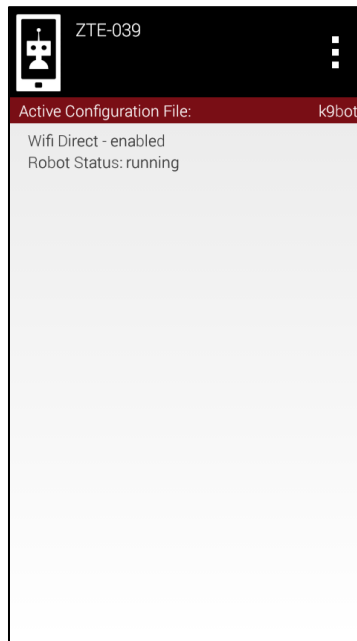 ZTE-039
Active Configuration File: k9bot
Wifi Direct - enabled
Robot Status: running